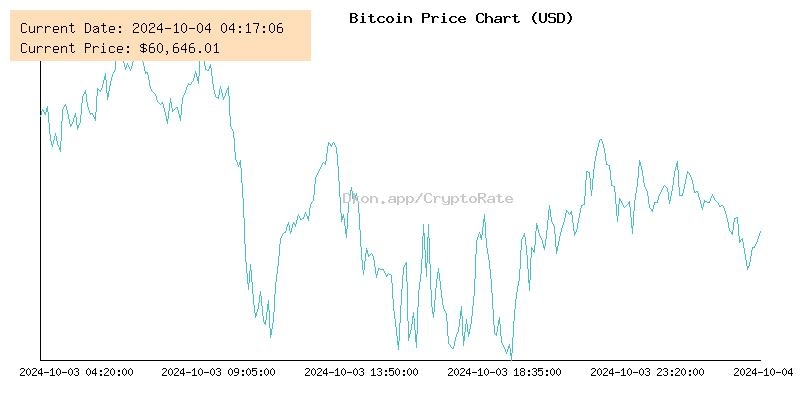 Bitcoin Price Chart (USD)
Current Date: 2024-10-04 04:17:06
Current Price: $60,646.01
Dyon.app/CryptoRate
2024-10-03 04:20:00 2024-10-03 09:05:00 2024-10-03 13:50:00 2024-10-03 18:35:00 2024-10-03 23:20:00 2024-10-04